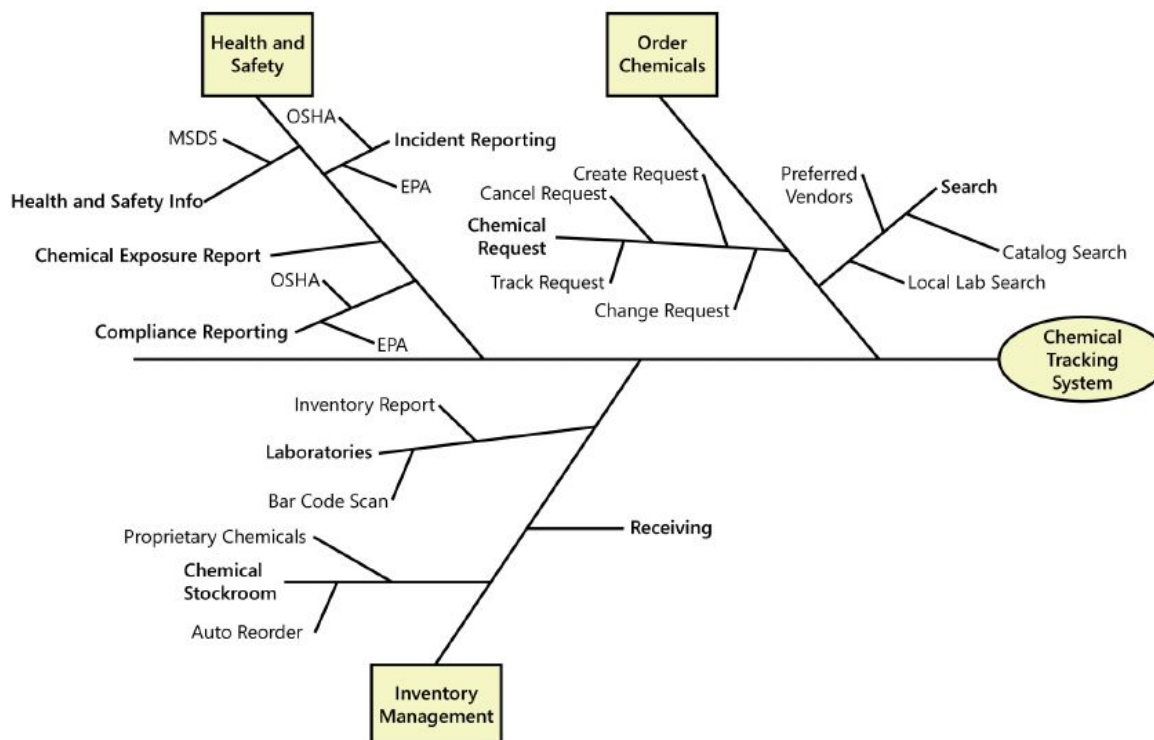 Health and
Safety
Order
Chemicals
OSHA
MSDS
Incident Reporting
EPA
Health and Safety Info
Chemical Exposure Report
OSHA
Compliance Reporting
EPA
Create Request
Cancel Request
Chemical
Request
Track Request
Change Request
Preferred
Vendors
Search
Catalog Search
Local Lab Search
Chemical
Tracking
System
Inventory Report
Laboratories
Bar Code Scan
Receiving
Proprietary Chemicals
Chemical
Stockroom
Auto Reorder
Inventory
Management